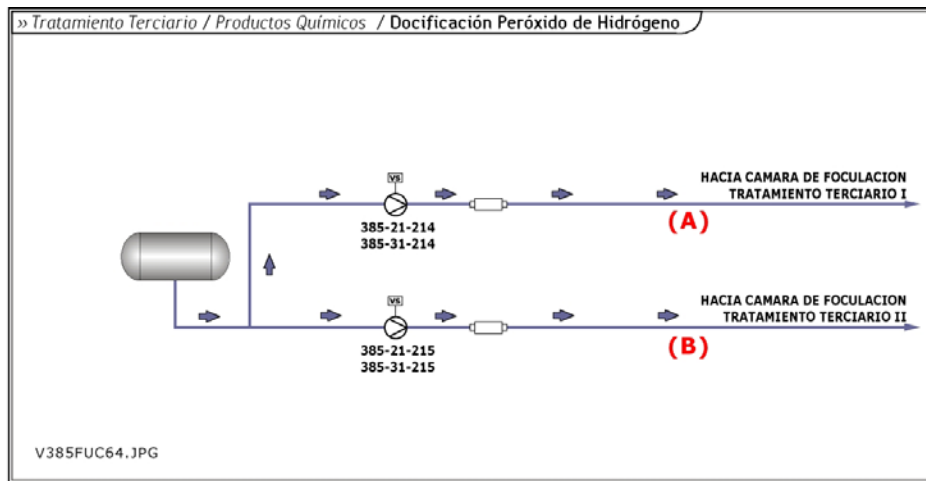 » Tratamiento Terciario / Productos Químicos / Docificación Peróxido de Hidrógeno
VS
HACIA CAMARA DE FOCULACION
TRATAMIENTO TERCIARIO I
(A)
385-21-214
385-31-214
VS
HACIA CAMARA DE FOCULACION
TRATAMIENTO TERCIARIO II
(B)
385-21-215
385-31-215
V385FUC64.JPG